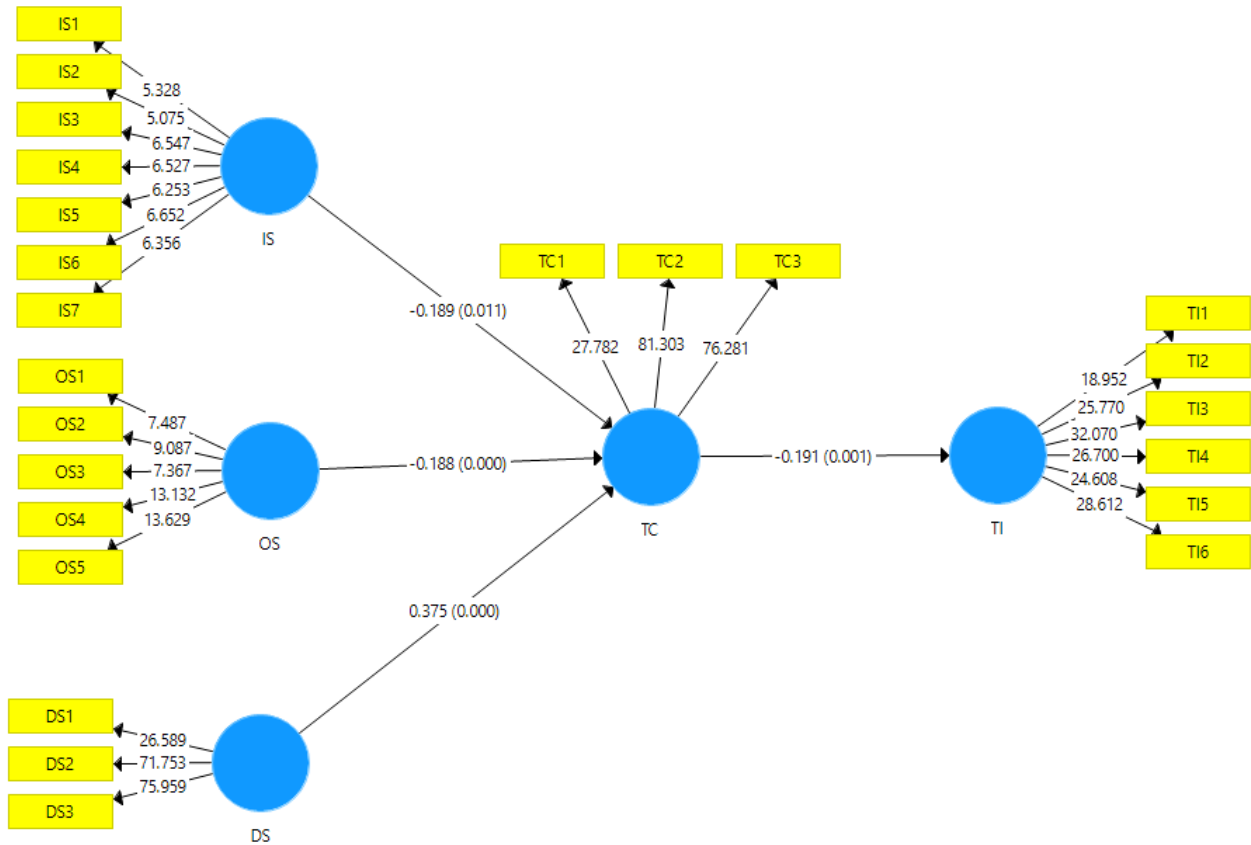 IS1
IS2
IS3
IS4
IS5
IS6
IS7
5.328
5.075
6.547
6.527
6.253
6.652
6.356
IS
-0.189 (0.011)
OS1
OS2
OS3
OS4
OS5
7.487
9.087
7.367
13.132
13.629
OS
-0.188 (0.000)
DS1
DS2
DS3
26.589
71.753
75.959
DS
0.375 (0.000)
TC1
TC2
TC3
27.782
81.303
76.281
TC
-0.191 (0.001)
TI
18.952
25.770
32.070
26.700
24.608
28.612
TI1
TI2
TI3
TI4
TI5
TI6